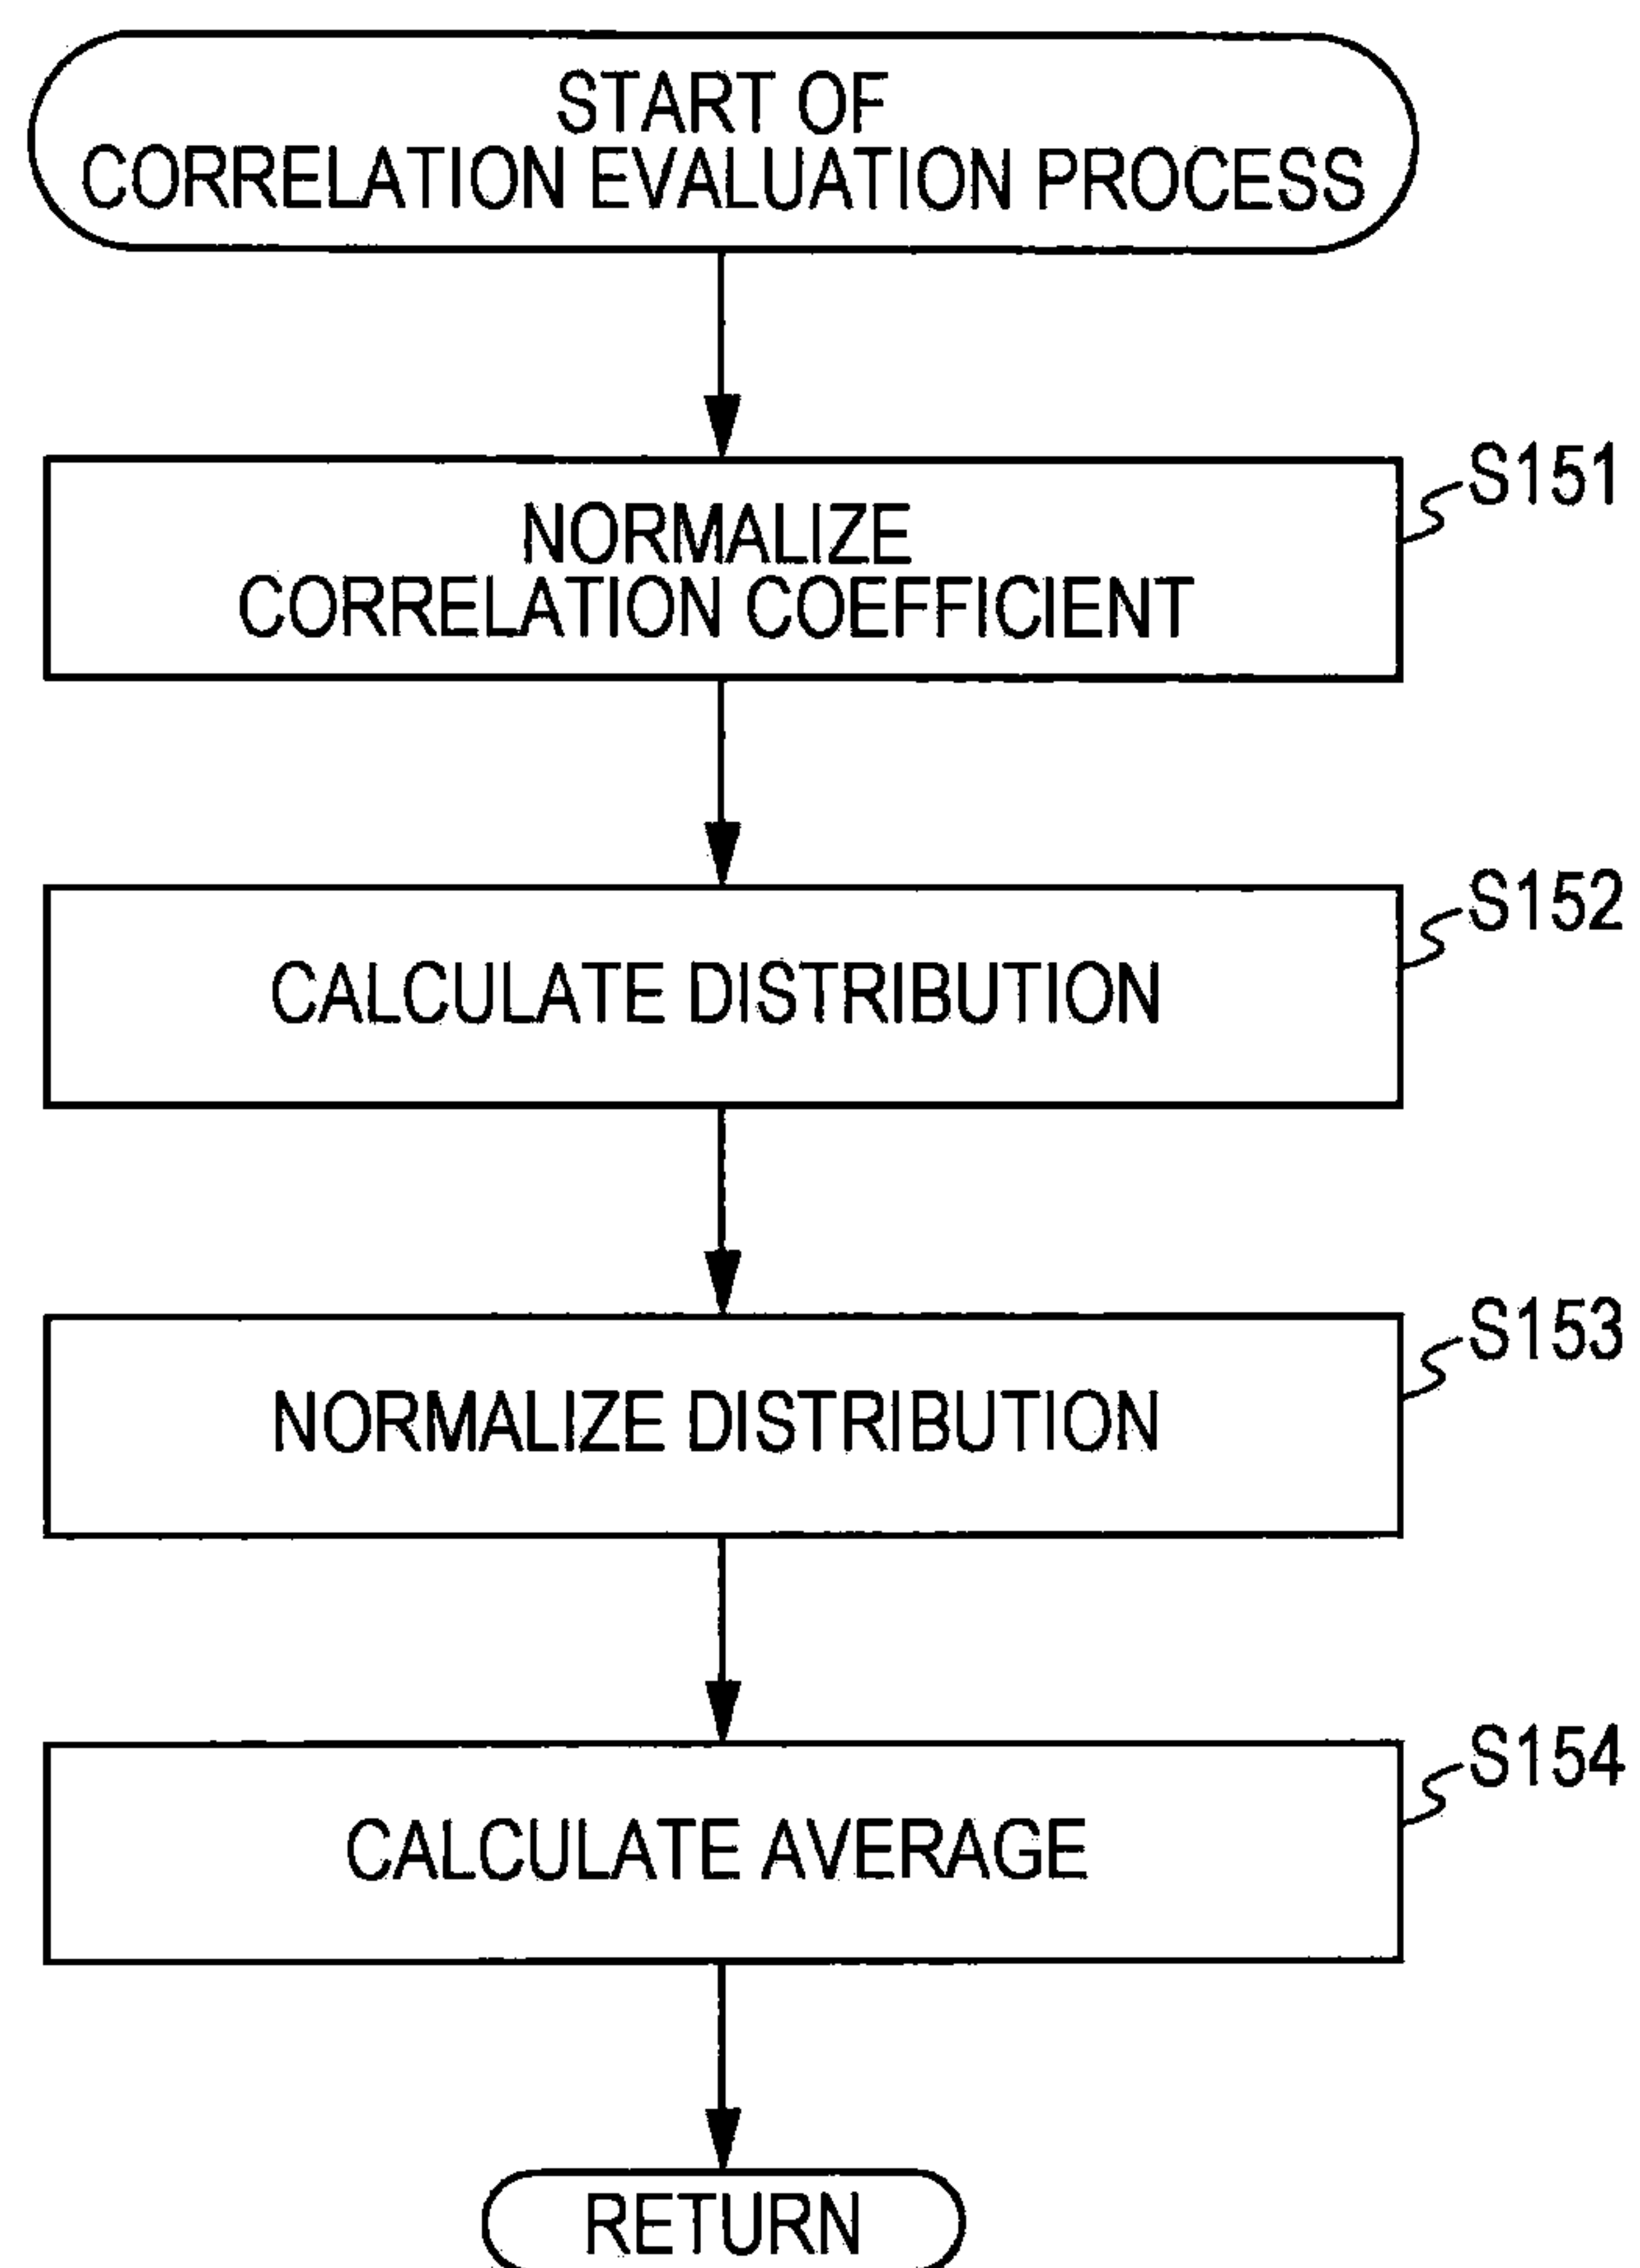 START OF
CORRELATION EVALUATION PROCESS
S151
NORMALIZE
CORRELATION COEFFICIENT
S152
CALCULATE DISTRIBUTION
S153
NORMALIZE DISTRIBUTION
S154
CALCULATE AVERAGE
RETURN